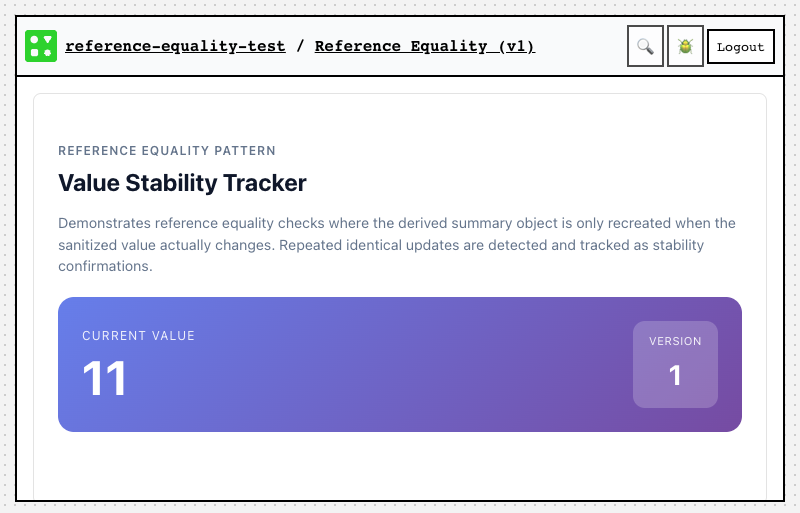 reference-equality-test / Reference Equality (v1)
Logout
REFERENCE EQUALITY PATTERN
Value Stability Tracker
Demonstrates reference equality checks where the derived summary object is only recreated when the
sanitized value actually changes. Repeated identical updates are detected and tracked as stability
confirmations.
CURRENT VALUE
11
VERSION
1